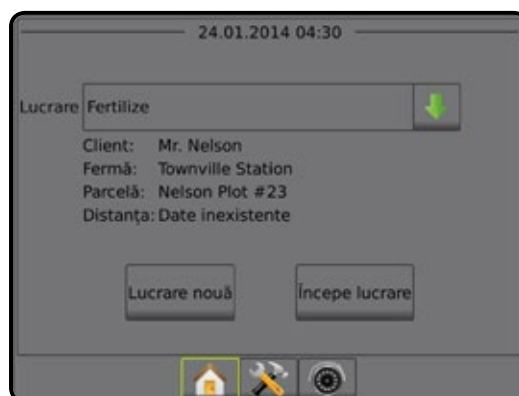 24.01.2014 04:30
Lucrare Fertilize
Client: Mr. Nelson
Fermă: Townville Station
Parcelă: Nelson Plot #23
Distanța: Date inexistente
Lucrare nouă
Începe lucrare